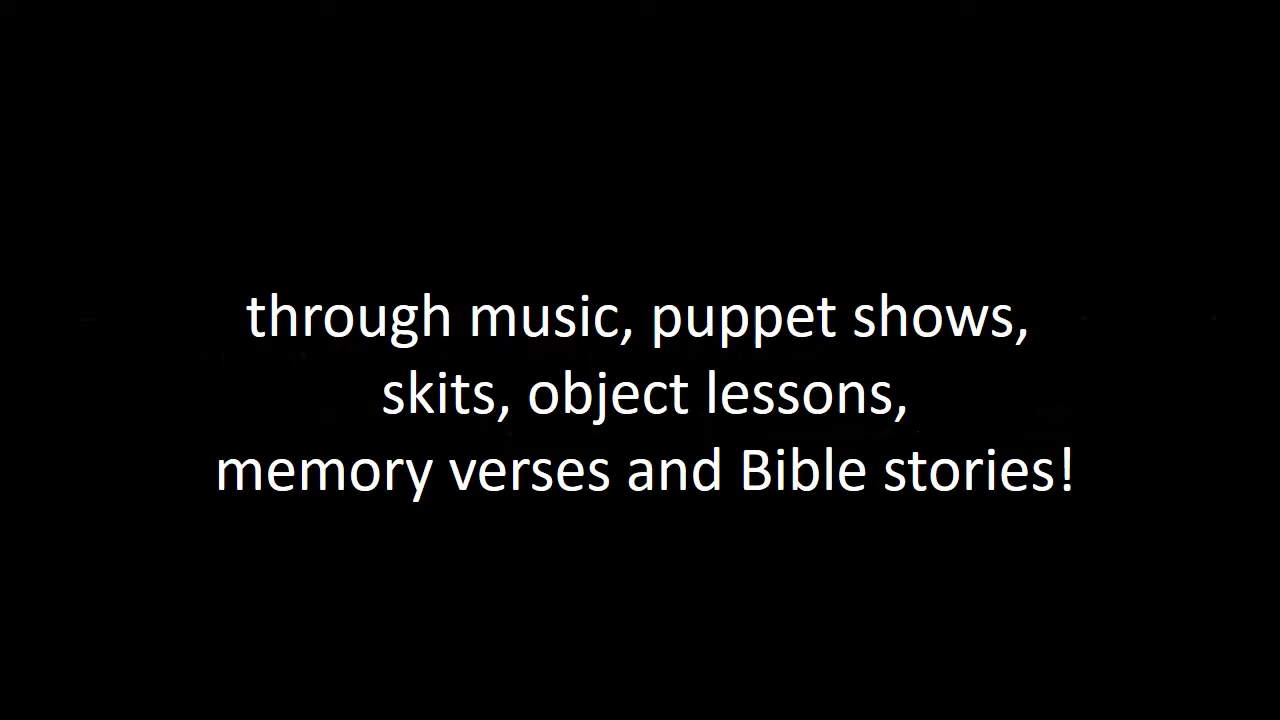 through music, puppet shows,
skits, object lessons,
memory verses and Bible stories!